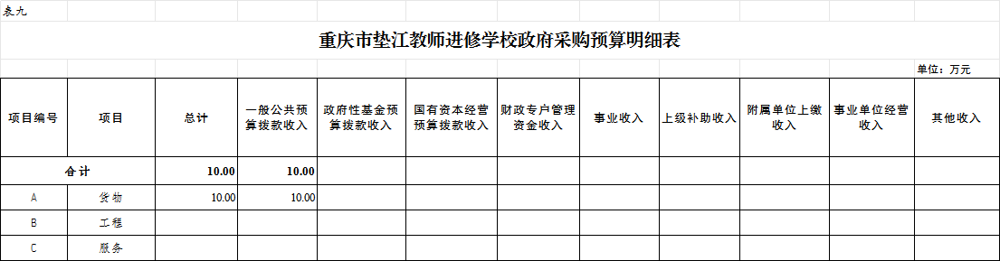 表九
重庆市垫江教师进修学校政府采购预算明细表
单位：万元
项目编号 项目 总计 一般公共预算拨款收入 政府性基金预算拨款收入 国有资本经营预算拨款收入 财政专户管理资金收入 事业收入 上级补助收入 附属单位上缴收入 事业单位经营收入 其他收入
合计 10.00 10.00
A 货物 10.00 10.00
B 工程
C 服务